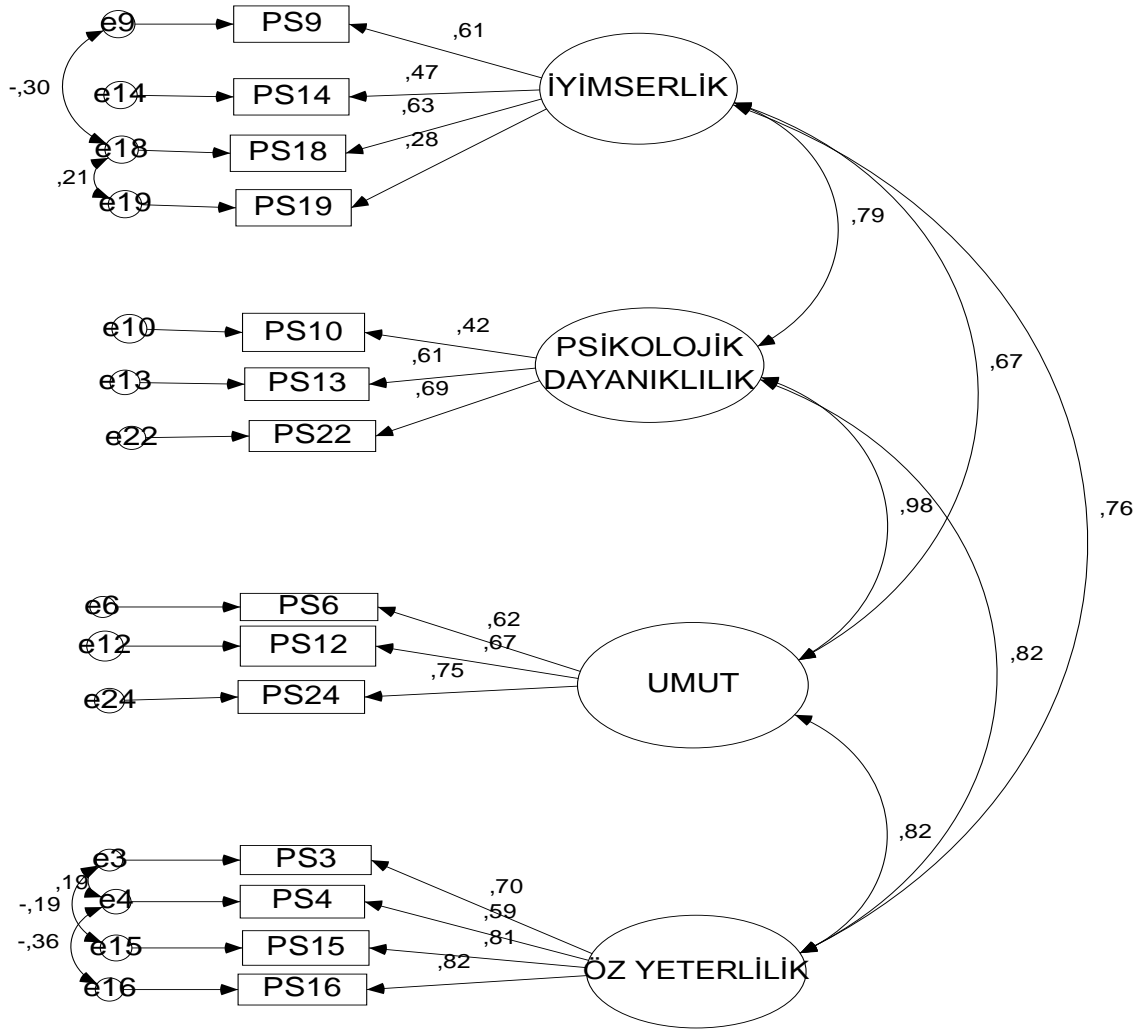 e9
PS9
,61
İYİMSERLİK
-,30
e14
PS14
,47
,63
e18
PS18
,28
,21
e19
PS19
,79
e10
PS10
,42
PSİKOLOJİK
DAYANIKLILIK
e13
PS13
,61
,69
,67
e22
PS22
,98
,76
e6
PS6
,62
e12
PS12
,67
,82
e24
PS24
,75
UMUT
,82
e3
PS3
,19
,70
-,19
e4
PS4
,59
-,36
e15
PS15
,81
e16
PS16
,82
ÖZ YETERLİLİK